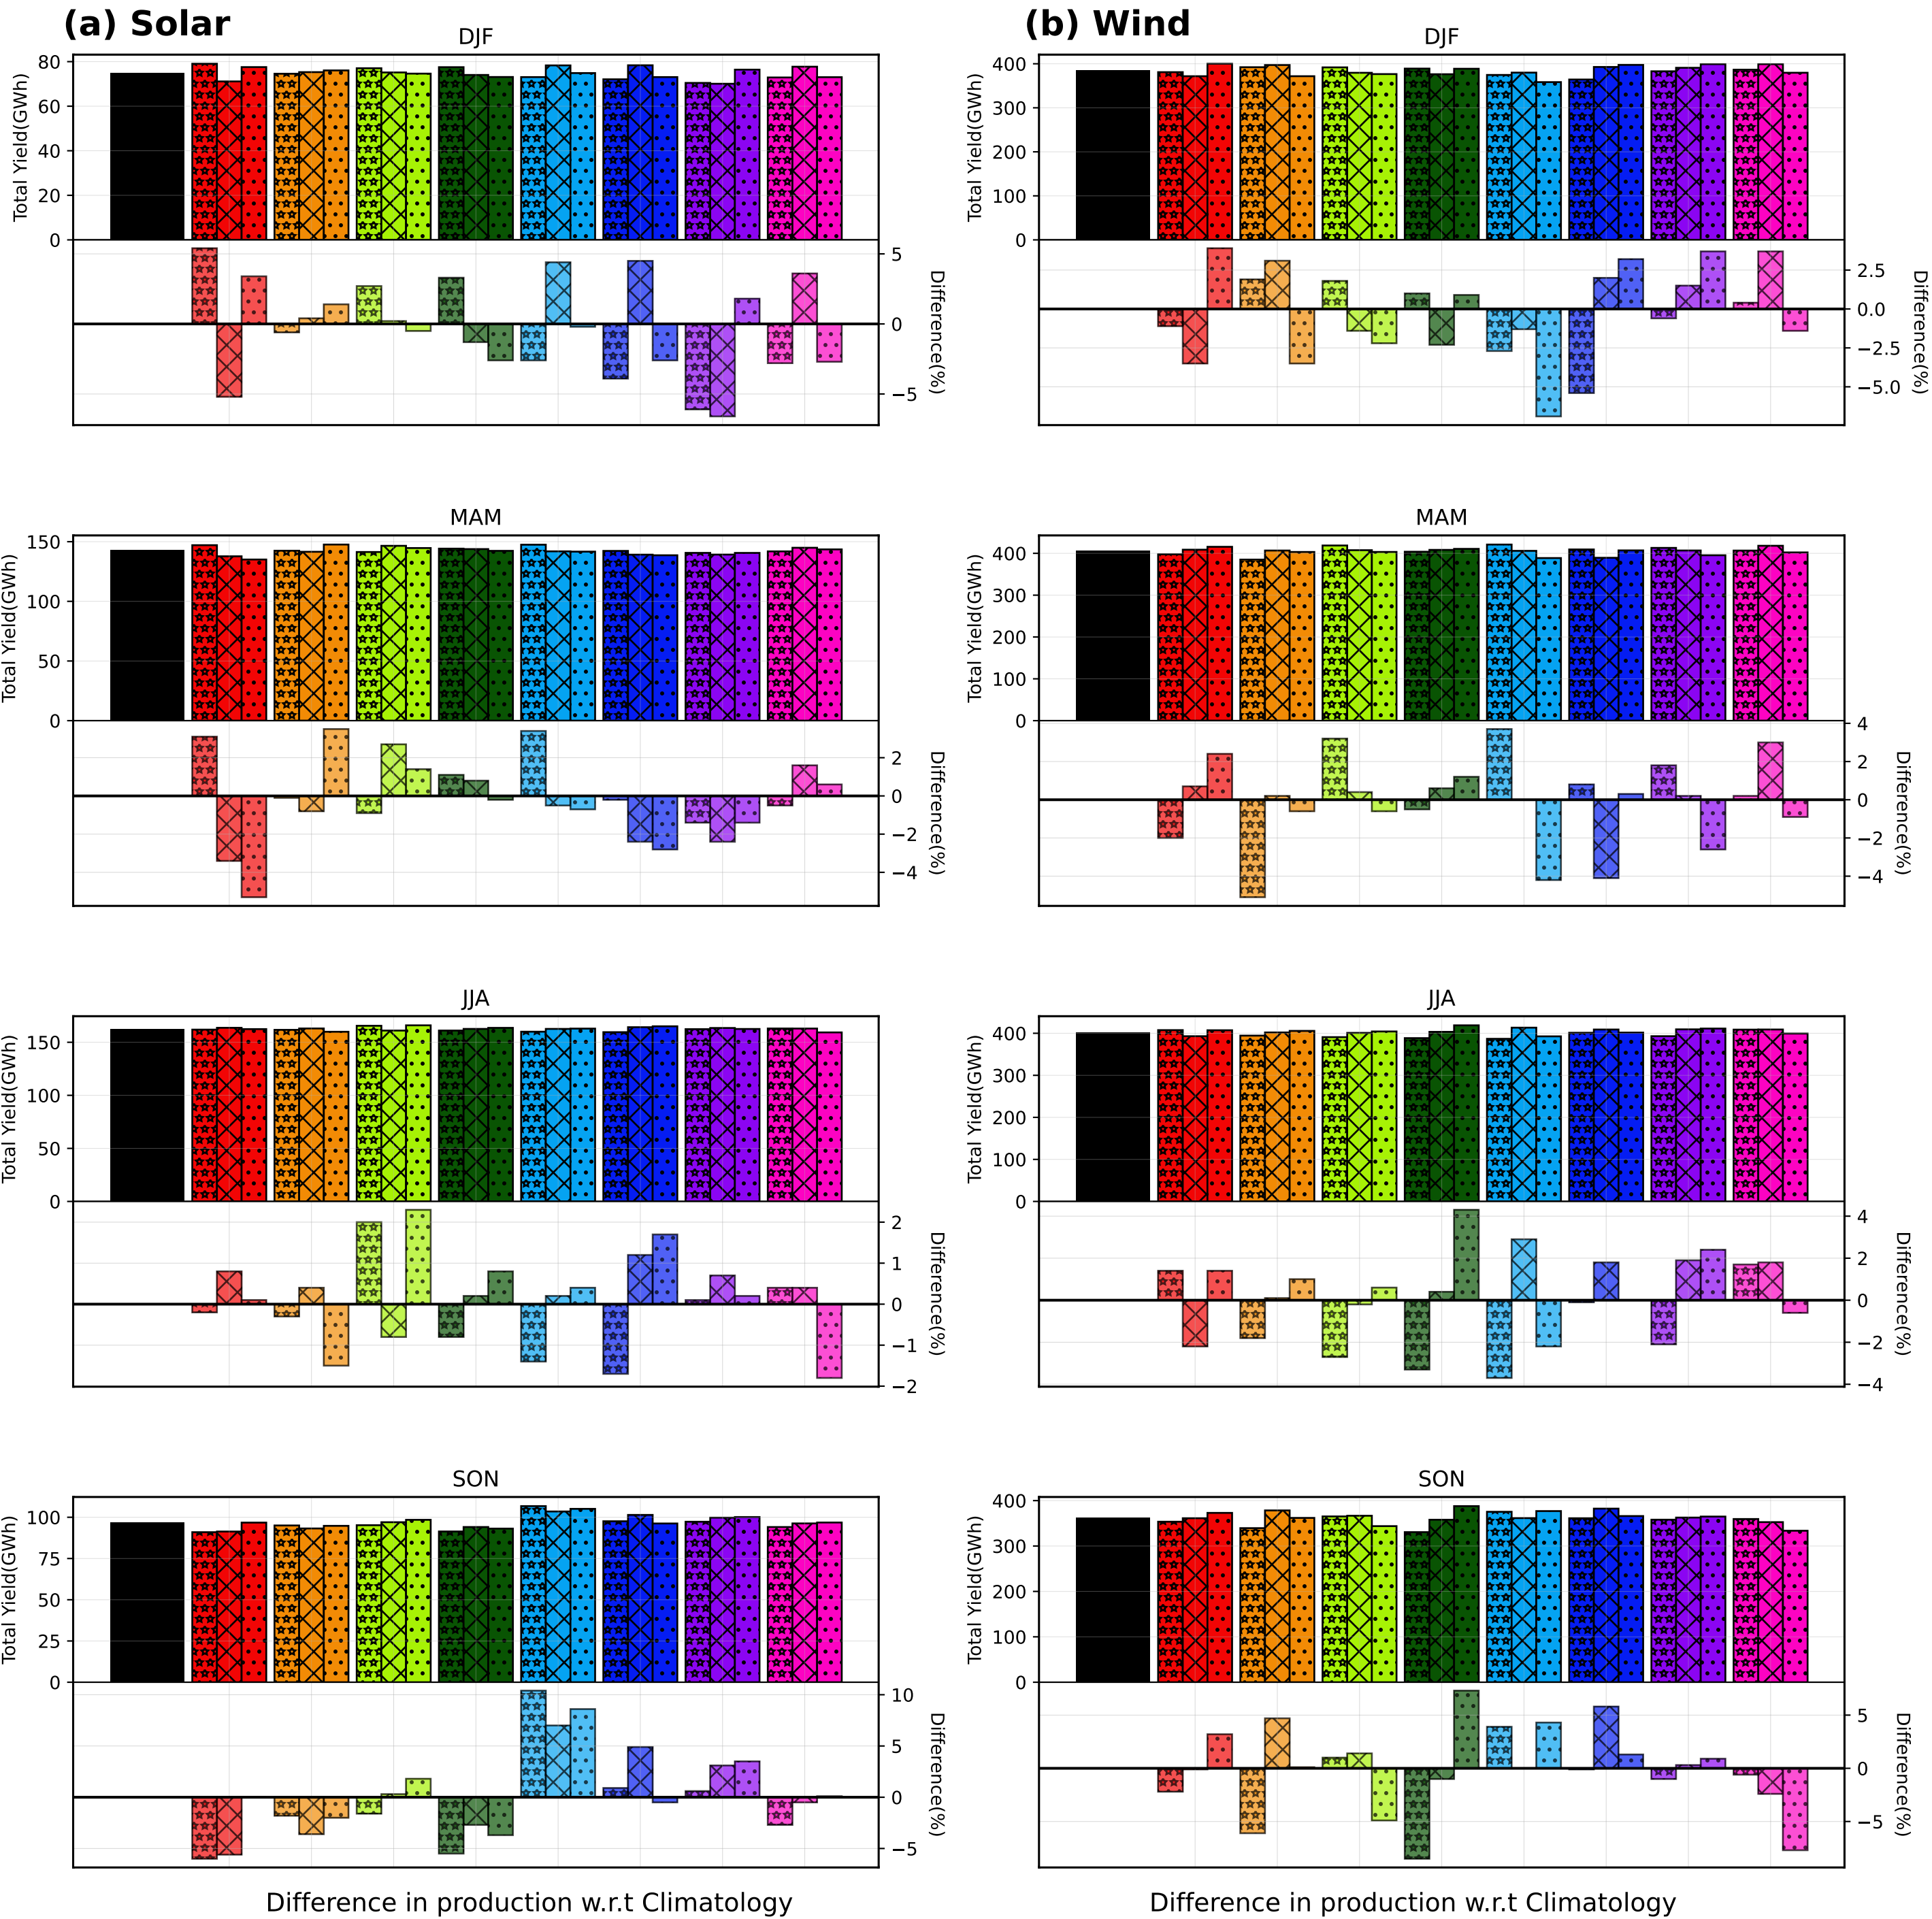 (a) Solar
DJF
80
60
40
20
0
Total Yield(GWh)
5
0
−5
Difference(%)
MAM
150
100
50
0
Total Yield(GWh)
2
0
−2
−4
Difference(%)
JJA
150
100
50
0
Total Yield(GWh)
2
1
0
−1
−2
Difference(%)
SON
100
75
50
25
0
Total Yield(GWh)
10
5
0
−5
Difference(%)
Difference in production w.r.t Climatology
(b) Wind
DJF
400
300
200
100
0
Total Yield(GWh)
2.5
0.0
−2.5
−5.0
Difference(%)
MAM
400
300
200
100
0
Total Yield(GWh)
4
2
0
−2
−4
Difference(%)
JJA
400
300
200
100
0
Total Yield(GWh)
4
2
0
−2
−4
Difference(%)
SON
400
300
200
100
0
Total Yield(GWh)
5
0
−5
Difference(%)
Difference in production w.r.t Climatology